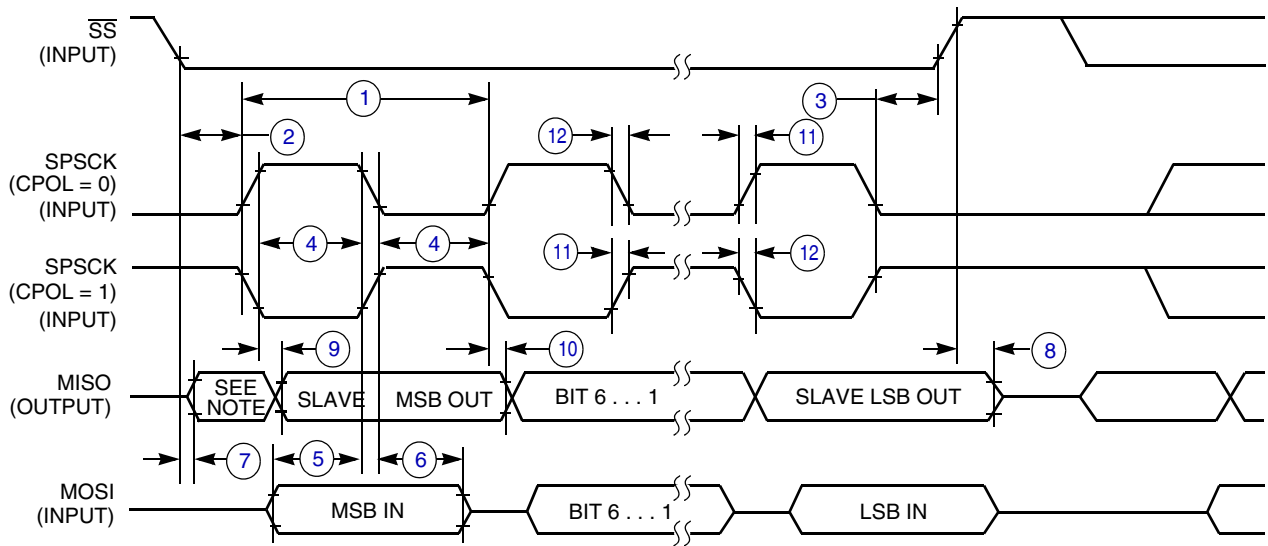 SS
(INPUT)
1
3
2
12
11
SPSCK
(CPOL = 0)
(INPUT)
4
4
11
12
SPSCK
(CPOL = 1)
(INPUT)
9
10
8
MISO
(OUTPUT)
SEE
NOTE
SLAVE
MSB OUT
BIT 6 . . . 1
SLAVE LSB OUT
7
5
6
MOSI
(INPUT)
MSB IN
BIT 6 . . . 1
LSB IN